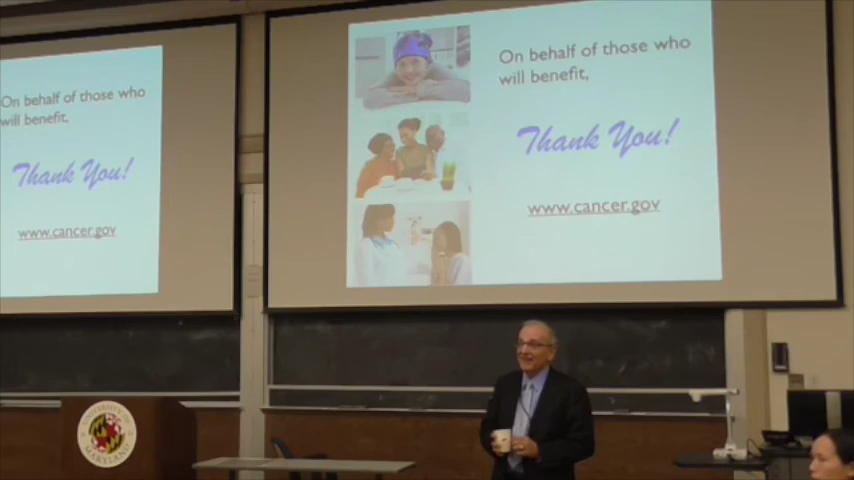 On behalf of those who
will benefit,
Thank You!
www.cancer.gov
On behalf of those who
will benefit,
Thank You!
www.cancer.gov
UNIVERSITY OF
MARYLAND